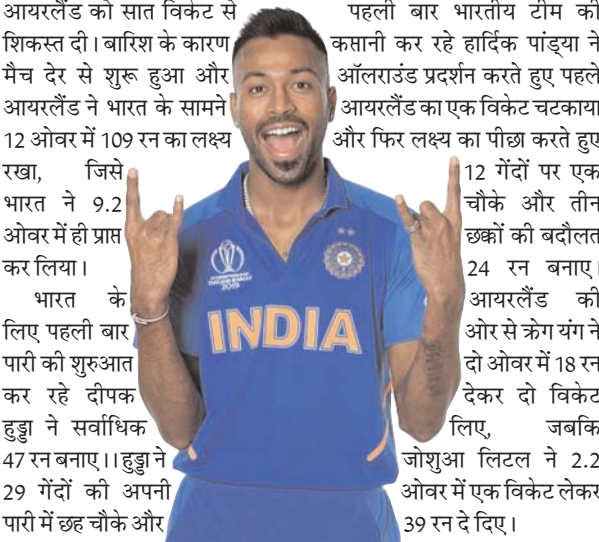 आयरलैंड को सात विकेट से
शिकस्त दी। बारिश के कारण
मैच देर से शुरू हुआ और
आयरलैंड ने भारत के सामने
12 ओवर में 109 रन का लक्ष्य
रखा, जिसे
भारत ने 9.2
ओवर में ही प्राप्त
कर लिया।
भारत के
लिए पहली बार
पारी की शुरुआत
कर रहे दीपक
हुड्डा ने सर्वाधिक
47 रन बनाए।।हुड्डा ने
29 गेंदों की अपनी
पारी में छह चौके और
पहली बार भारतीय टीम की
कप्तानी कर रहे हार्दिक पांड्या ने
ऑलराउंड प्रदर्शन करते हुए पहले
आयरलैंड का एक विकेट चटकाया
और फिर लक्ष्य का पीछा करते हुए
12 गेंदों पर एक
चौके और तीन
छक्कों की बदौलत
24 रन बनाए।
आयरलैंड की
ओर से क्रेग यंग ने
दो ओवर में 18 रन
देकर दो विकेट
लिए, जबकि
जोशुआ लिटल ने 2.2
ओवर में एक विकेट लेकर
39 रन दे दिए।
INDIA
2019